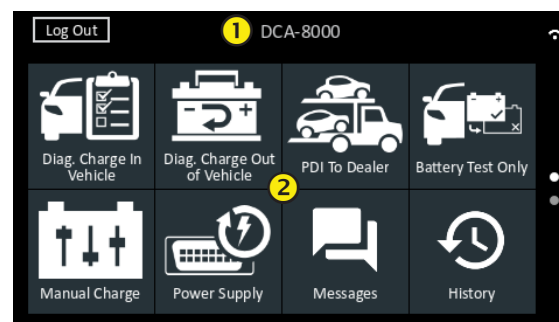 Log Out
1 DCA-8000
Diag. Charge In
Vehicle
Diag. Charge Out
of Vehicle
PDI To Dealer
Battery Test Only
2
Manual Charge
Power Supply
Messages
History